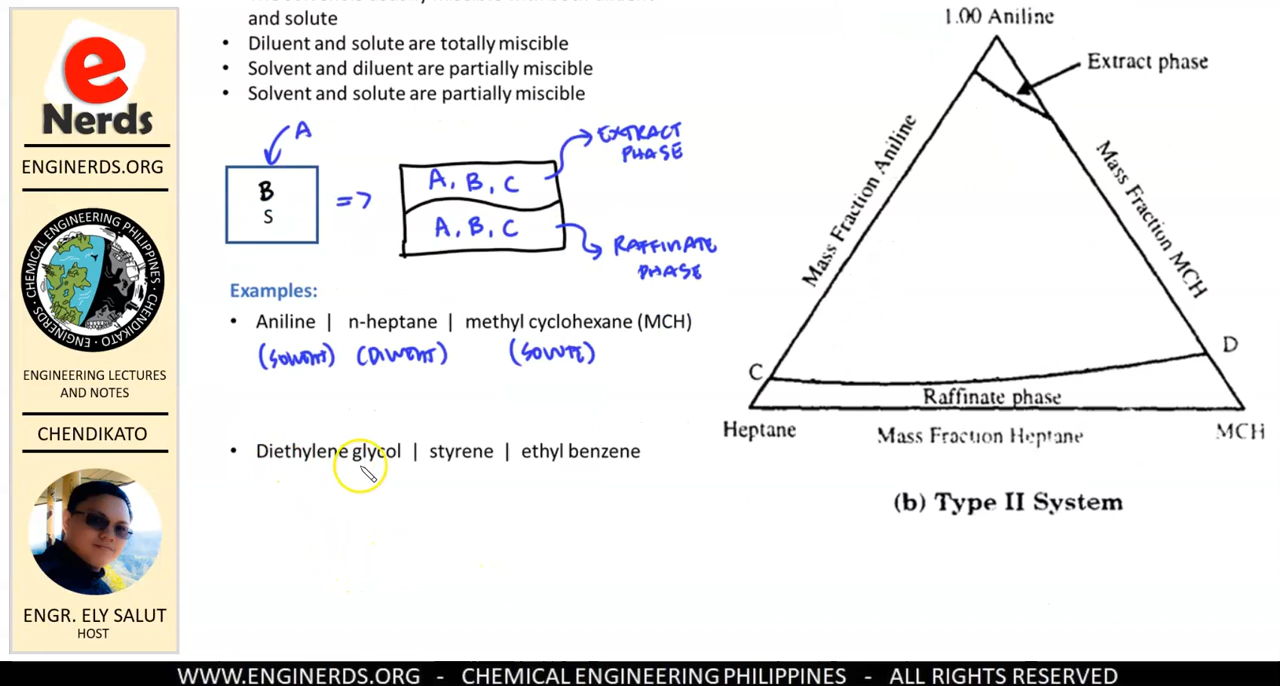 and solute
• Diluent and solute are totally miscible
• Solvent and diluent are partially miscible
• Solvent and solute are partially miscible
A
B
S
=>
A, B, C
A, B, C
EXTRACT
PHASE
RAFFINATE
PHASE
Examples:
• Aniline | n-heptane | methyl cyclohexane (MCH)
(SOLVENT) (DILUENT) (SOLUTE)
• Diethylene glycol | styrene | ethyl benzene
1.00 Aniline
Extract phase
Mass Fraction Aniline
Mass Fraction MCH
C
D
Raffinate phase
Heptane
Mass Fraction Heptane
MCH
(b) Type II System
e
Nerds
ENGINERDS.ORG
CHEMICAL ENGINEERING PHILIPPINES
CHENDIKATO
ENGINERDS
ENGINEERING LECTURES
AND NOTES
CHENDIKATO
ENGR. ELY SALUT
HOST
WWW.ENGINERDS.ORG - CHEMICAL ENGINEERING PHILIPPINES - ALL RIGHTS RESERVED